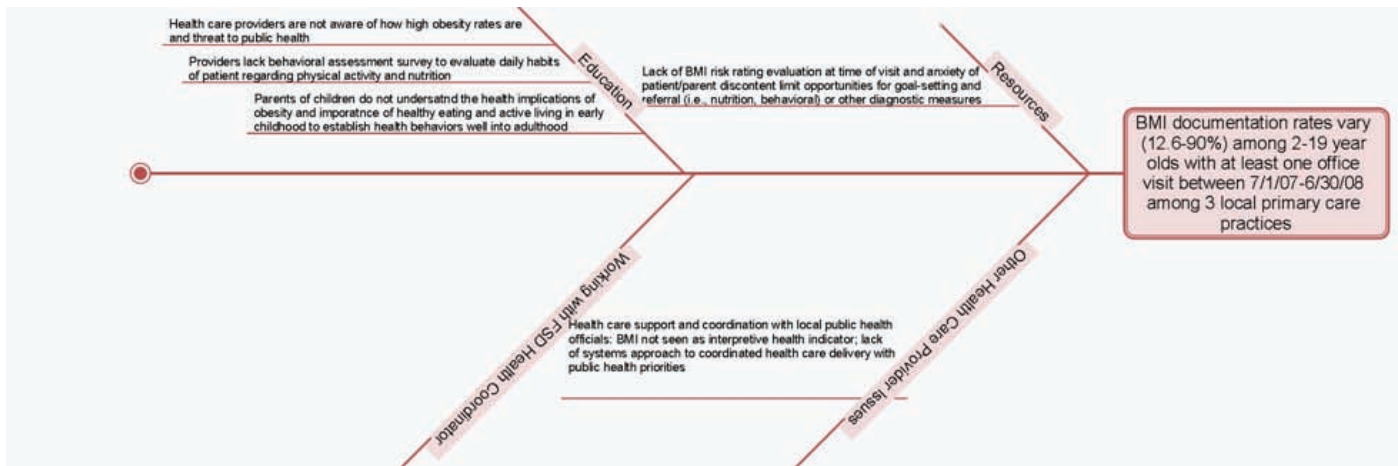 Health care providers are not aware of how high obesity rates are
and threat to public health
Providers lack behavioral assessment survey to evaluate daily habits
of patient regarding physical activity and nutrition
Parents of children do not undersatnd the health implications of
obesity and imporatnce of healthy eating and active living in early
childhood to establish health behaviors well into adulthood
Education
Lack of BMI risk rating evaluation at time of visit and anxiety of
patient/parent discontent limit opportunities for goal-setting and
referral (i.e., nutrition, behavioral) or other diagnostic measures
Resources
BMI documentation rates vary
(12.6-90%) among 2-19 year
olds with at least one office
visit between 7/1/07-6/30/08
among 3 local primary care
practices
Working with FSD Health Coordinator
Health care support and coordination with local public health
officials: BMI not seen as interpretive health indicator; lack
of systems approach to coordinated health care delivery with
public health priorities
Other Health Care Provider Issues